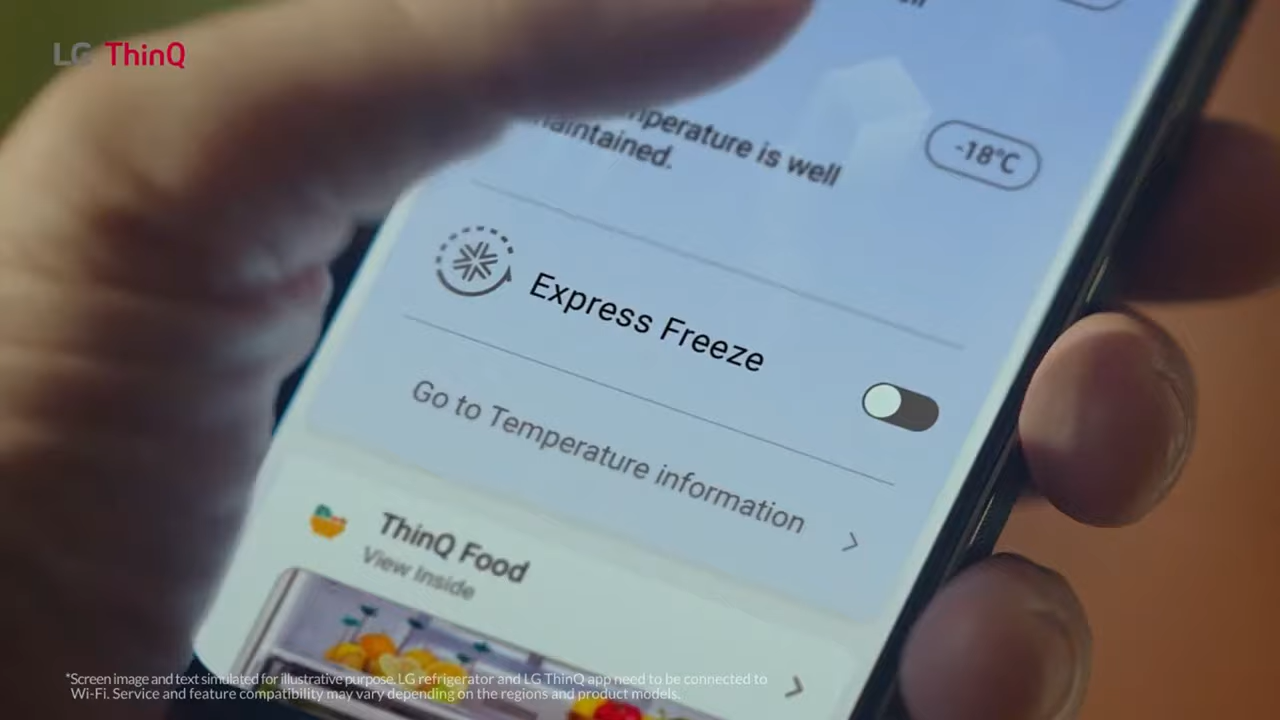 LG ThinQ
temperature is well
maintained.
-18°C
Express Freeze
Go to Temperature information
ThinQ Food
View Inside
*Screen image and text simulated for illustrative purpose. LG refrigerator and LG ThinQ app need to be connected to
Wi-Fi. Service and feature compatibility may vary depending on the regions and product models.